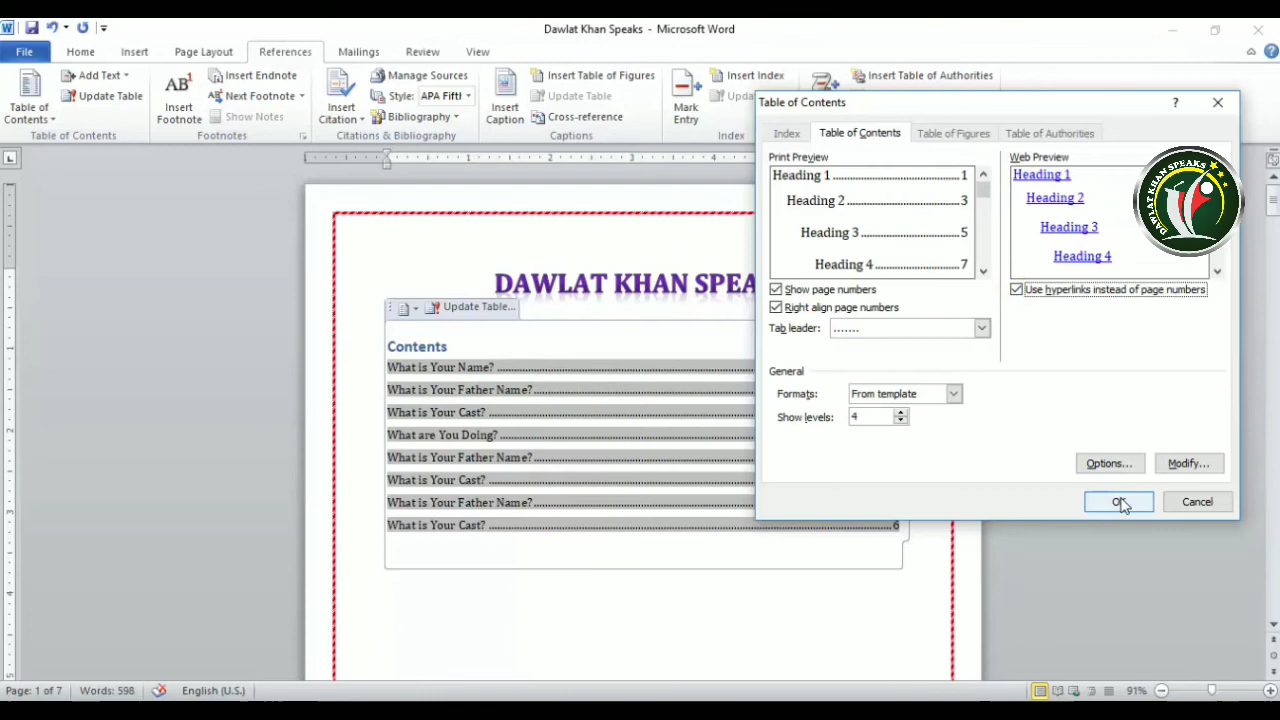 Dawlat Khan Speaks - Microsoft Word
File Home Insert Page Layout References Mailings Review View
Table of Contents
Add Text
Update Table
Table of Contents
AB¹
Insert Footnote
Insert Endnote
Next Footnote
Show Notes
Footnotes
Insert Citation
Manage Sources
Style: APA Fifth
Bibliography
Citations & Bibliography
Insert Caption
Insert Table of Figures
Update Table
Cross-reference
Captions
Mark Entry
Insert Index
Index
Insert Table of Authorities
Table of Contents
Index Table of Contents Table of Figures Table of Authorities
Print Preview
Heading 1 .......... 1
Heading 2 .......... 3
Heading 3 .......... 5
Heading 4 .......... 7
Web Preview
Heading 1
Heading 2
Heading 3
Heading 4
Show page numbers
Right align page numbers
Use hyperlinks instead of page numbers
Tab leader: .......
General
Formats: From template
Show levels: 4
Options... Modify...
Cancel
DAWLAT KHAN SPEAKS
1 2 3 4
DAWLAT KHAN SPEA
Update Table...
Contents
What is Your Name?
What is Your Father Name?
What is Your Cast?
What are You Doing?
What is Your Father Name?
What is Your Cast?
What is Your Father Name?
What is Your Cast? .......... 6
Page: 1 of 7 Words: 598 English (U.S.) 91%